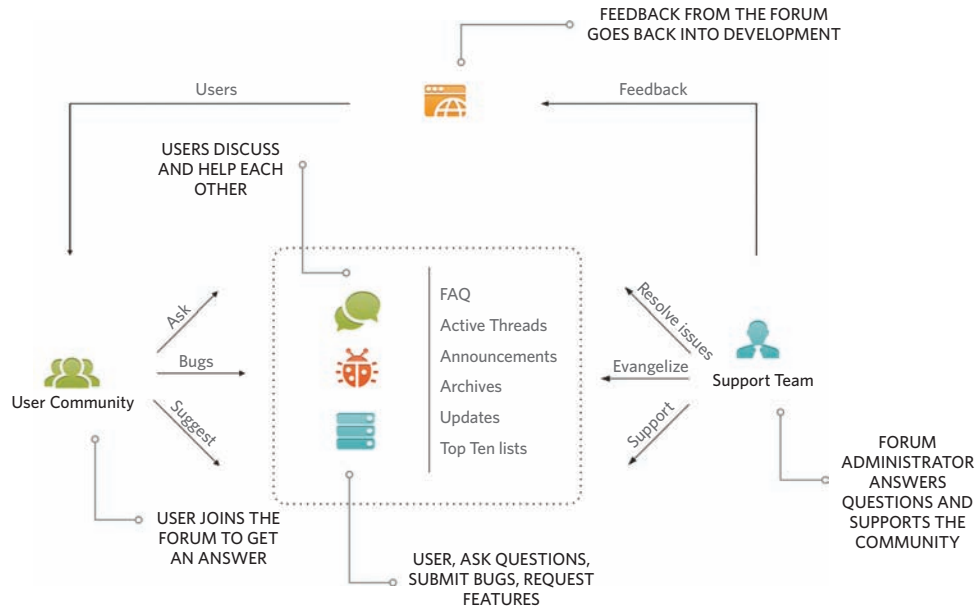 FEEDBACK FROM THE FORUM
GOES BACK INTO DEVELOPMENT
Users
Feedback
USERS DISCUSS
AND HELP EACH
OTHER
Ask
Bugs
Suggest
User Community
FAQ
Active Threads
Announcements
Archives
Updates
Top Ten lists
Resolve issues
Evangelize
Support
Support Team
USER JOINS THE
FORUM TO GET
AN ANSWER
USER, ASK QUESTIONS,
SUBMIT BUGS, REQUEST
FEATURES
FORUM
ADMINISTRATOR
ANSWERS
QUESTIONS AND
SUPPORTS THE
COMMUNITY